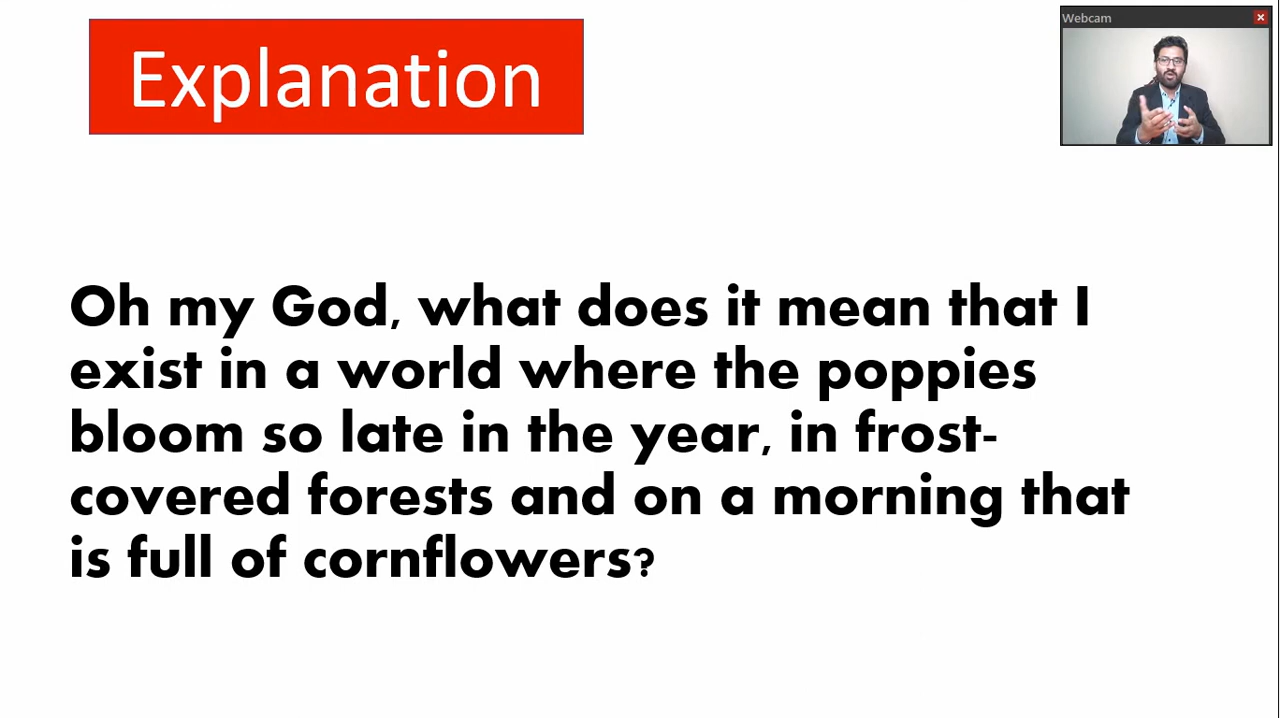 Explanation
Webcam
Oh my God, what does it mean that I
exist in a world where the poppies
bloom so late in the year, in frost-
covered forests and on a morning that
is full of cornflowers?